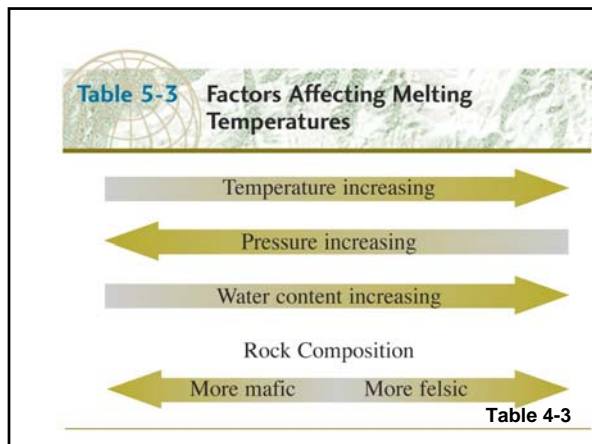 Table 5-3 Factors Affecting Melting
Temperatures
Temperature increasing
Pressure increasing
Water content increasing
Rock Composition
More mafic More felsic
Table 4-3